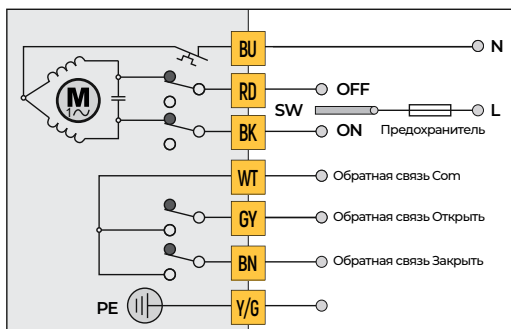 BU N
RD OFF
M
1~
SW L
BK ON Предохранитель
WT Обратная связь Com
GY Обратная связь Открыть
BN Обратная связь Закрыть
PE Y/G